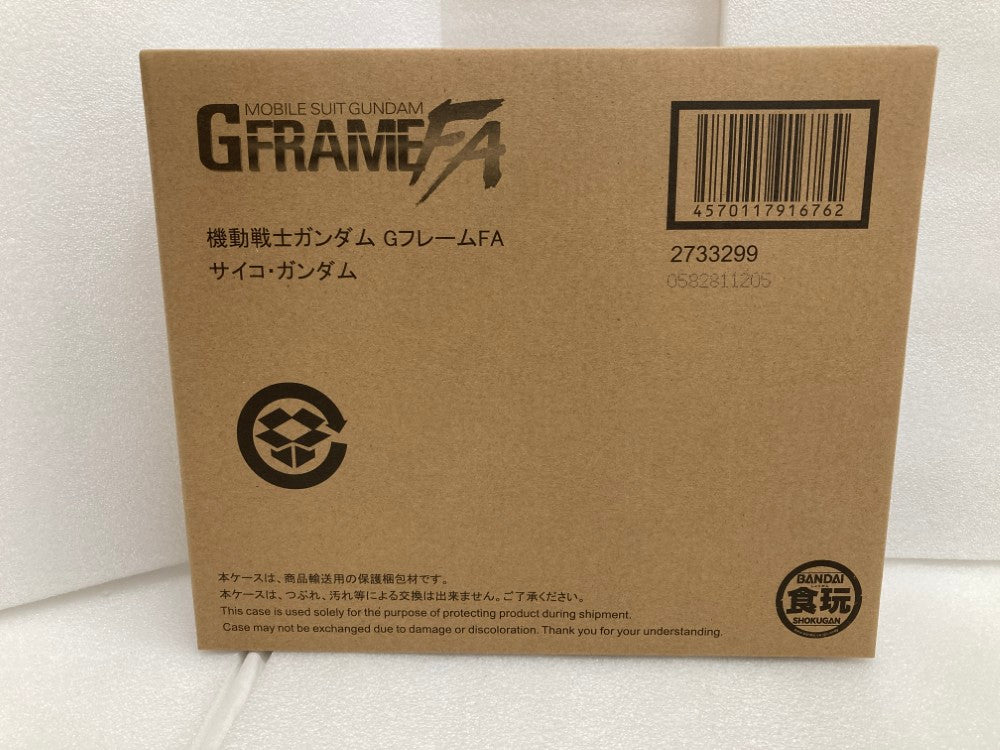 MOBILE SUIT GUNDAM
GFRAMEFA
4570117916762
機動戦士ガンダム GフレームFA
2733299
サイコ・ガンダム
0582811205
本ケースは、商品輸送用の保護梱包材です。
本ケースは、つぶれ、汚れ等による交換は出来ません。ご了承ください。
This case is used solely for the purpose of protecting product during shipment.
Case may not be exchanged due to damage or discoloration. Thank you for your understanding.
BANDAI
食玩
SHOKUGAN